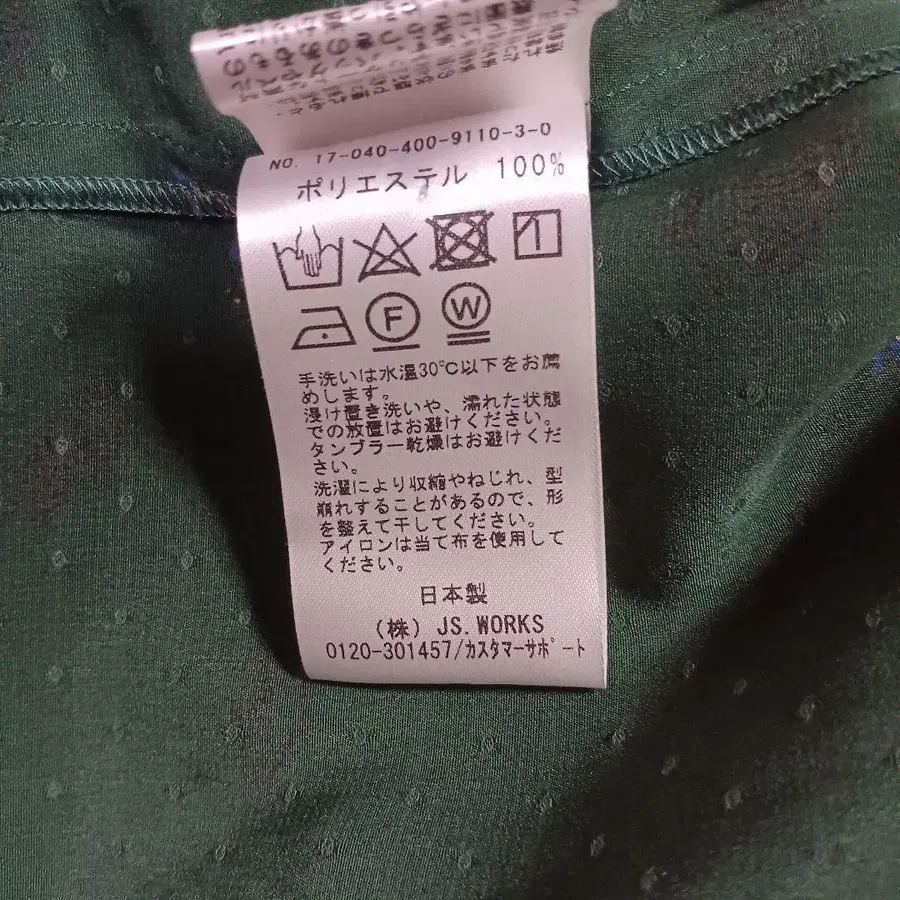 NO. 17-040-400-9110-3-0
ポリエステル 100%
F
W
手洗いは水温30℃以下をお薦
めします。
浸け置き洗いや、濡れた状態
での放置はお避けください。
タンブラー乾燥はお避けくだ
さい。
洗濯により収縮やねじれ、型
崩れすることがあるので、形
を整えて干してください。
アイロンは当て布を使用して
ください。
日本製
(株) JS.WORKS
0120-301457/カスタマーサポート